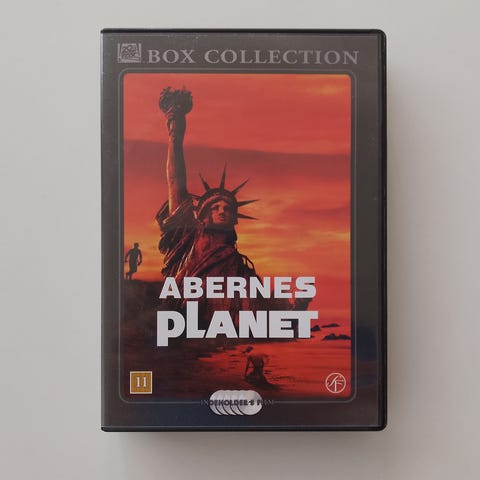 BOX COLLECTION
ABERNES
PLANET
11
INDEHOLDER 5 FILM